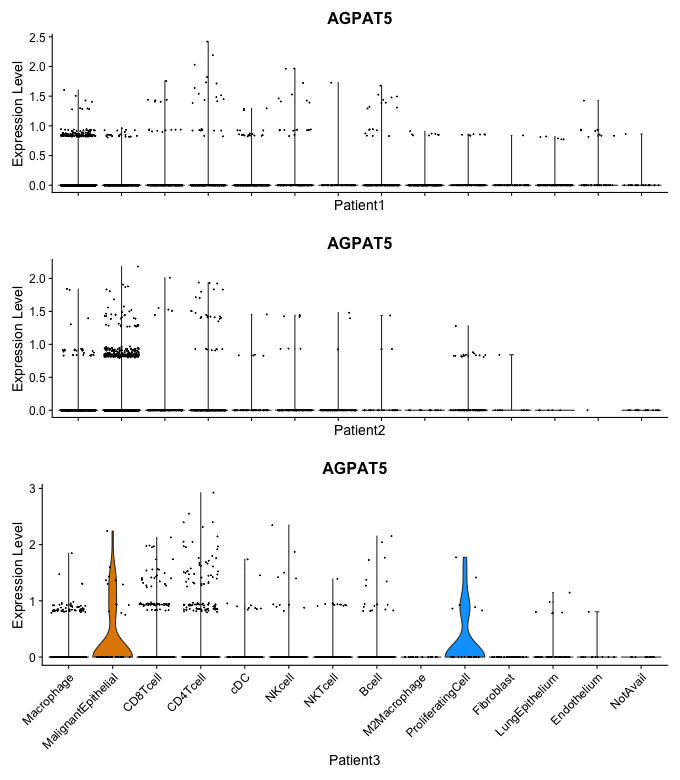 AGPAT5
Expression Level
2.5
2.0
1.5
1.0
0.5
0.0
Patient1
AGPAT5
Expression Level
2.0
1.5
1.0
0.5
0.0
Patient2
AGPAT5
Expression Level
3
2
1
0
Macrophage
MalignantEpithelial
CD8Tcell
CD4Tcell
cDC
NKcell
NKTcell
Bcell
M2Macrophage
ProliferatingCell
Fibroblast
LungEpithelium
Endothelium
NotAvail
Patient3